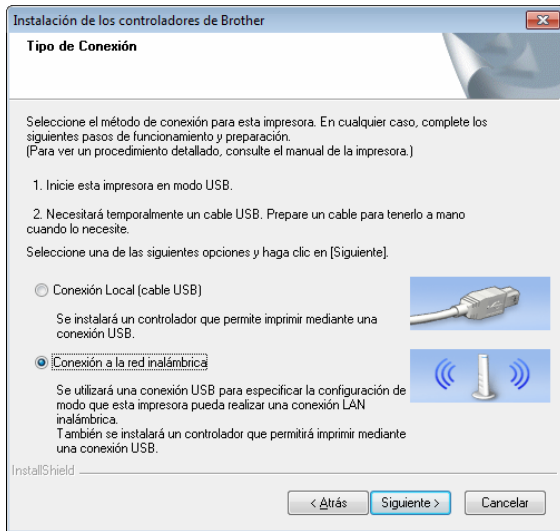 Instalación de los controladores de Brother
Tipo de Conexión
Seleccione el método de conexión para esta impresora. En cualquier caso, complete los
siguientes pasos de funcionamiento y preparación.
(Para ver un procedimiento detallado, consulte el manual de la impresora.)
1. Inicie esta impresora en modo USB.
2. Necesitará temporalmente un cable USB. Prepare un cable para tenerlo a mano
cuando lo necesite.
Seleccione una de las siguientes opciones y haga clic en [Siguiente].
Conexión Local (cable USB)
Se instalará un controlador que permite imprimir mediante una
conexión USB.
Conexión a la red inalámbrica
Se utilizará una conexión USB para especificar la configuración de
modo que esta impresora pueda realizar una conexión LAN
inalámbrica.
También se instalará un controlador que permitirá imprimir mediante
una conexión USB.
InstallShield
< Atrás Siguiente > Cancelar